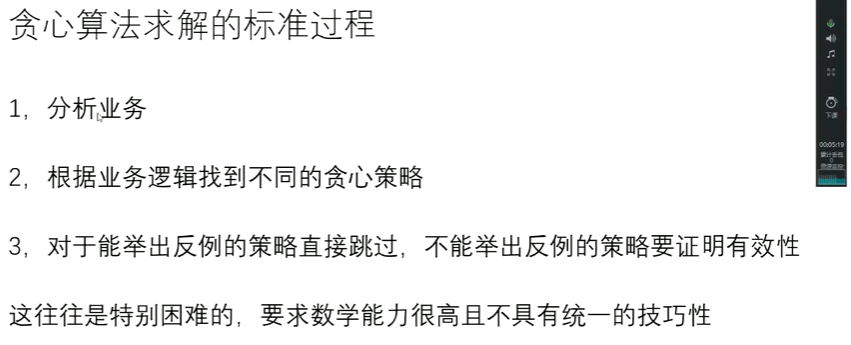 贪心算法求解的标准过程
1，分析业务
2，根据业务逻辑找到不同的贪心策略
3，对于能举出反例的策略直接跳过，不能举出反例的策略要证明有效性
这往往是特别困难的，要求数学能力很高且不具有统一的技巧性
下课
00:05:19
累计丢包
0